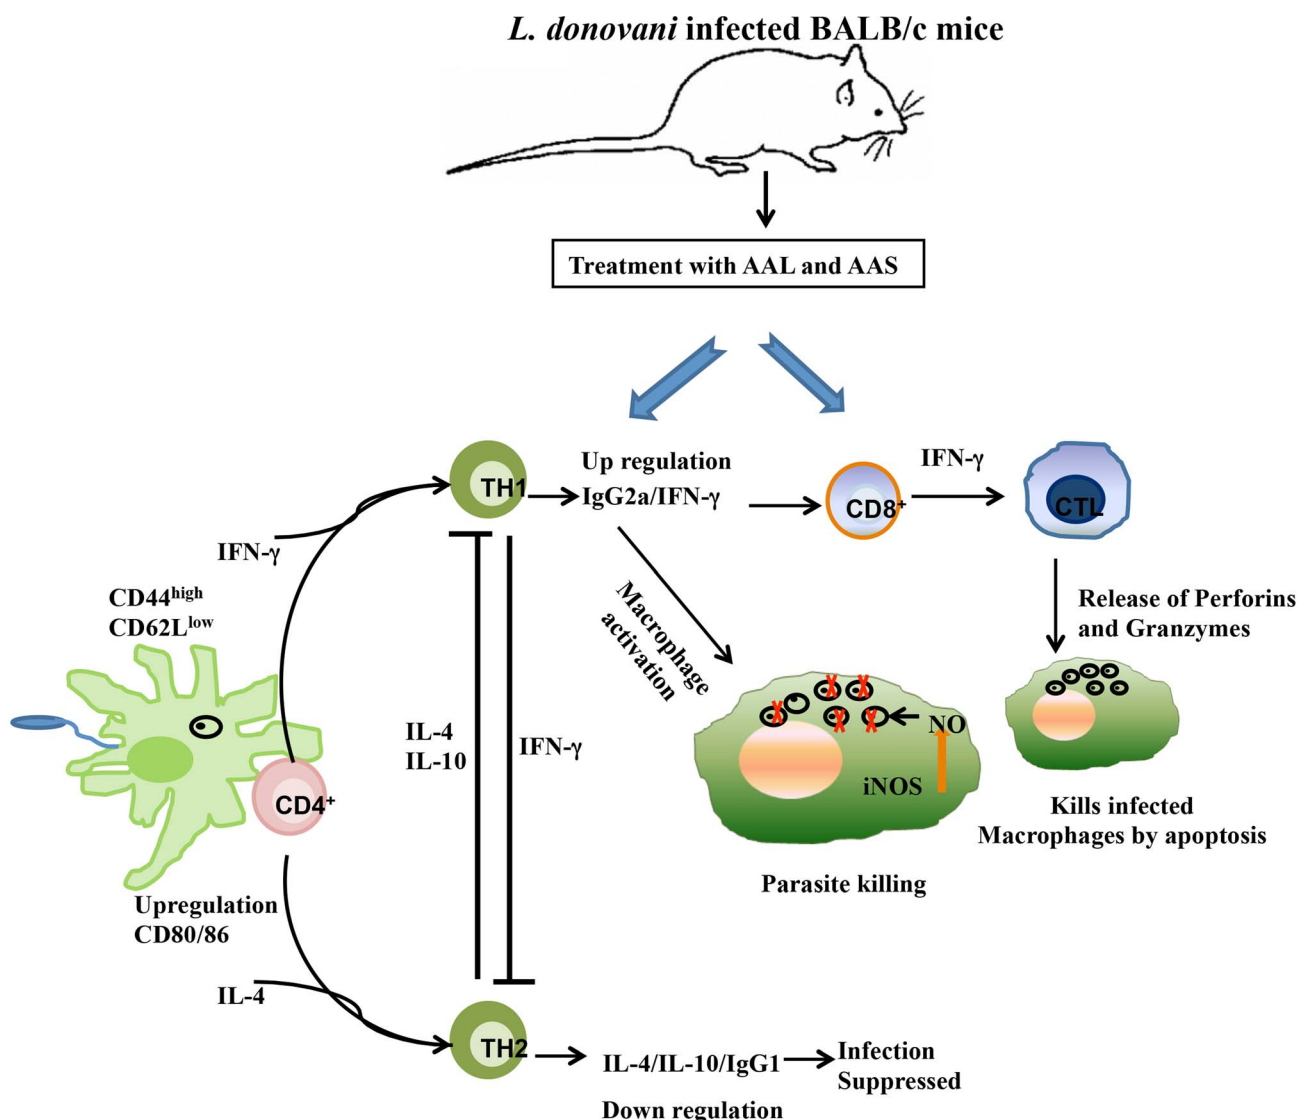 L. donovani infected BALB/c mice
Treatment with AAL and AAS
TH1
Up regulation
IgG2a/IFN-γ
CD8⁺
IFN-γ
CTL
IFN-γ
CD44ʰⁱᵍʰ
CD62Lˡᵒʷ
Macrophage
activation
Release of Perforins
and Granzymes
CD4⁺
IL-4
IL-10
IFN-γ
NO
iNOS
Kills infected
Macrophages by apoptosis
Parasite killing
Upregulation
CD80/86
IL-4
TH2
IL-4/IL-10/IgG1
Down regulation
Infection
Suppressed